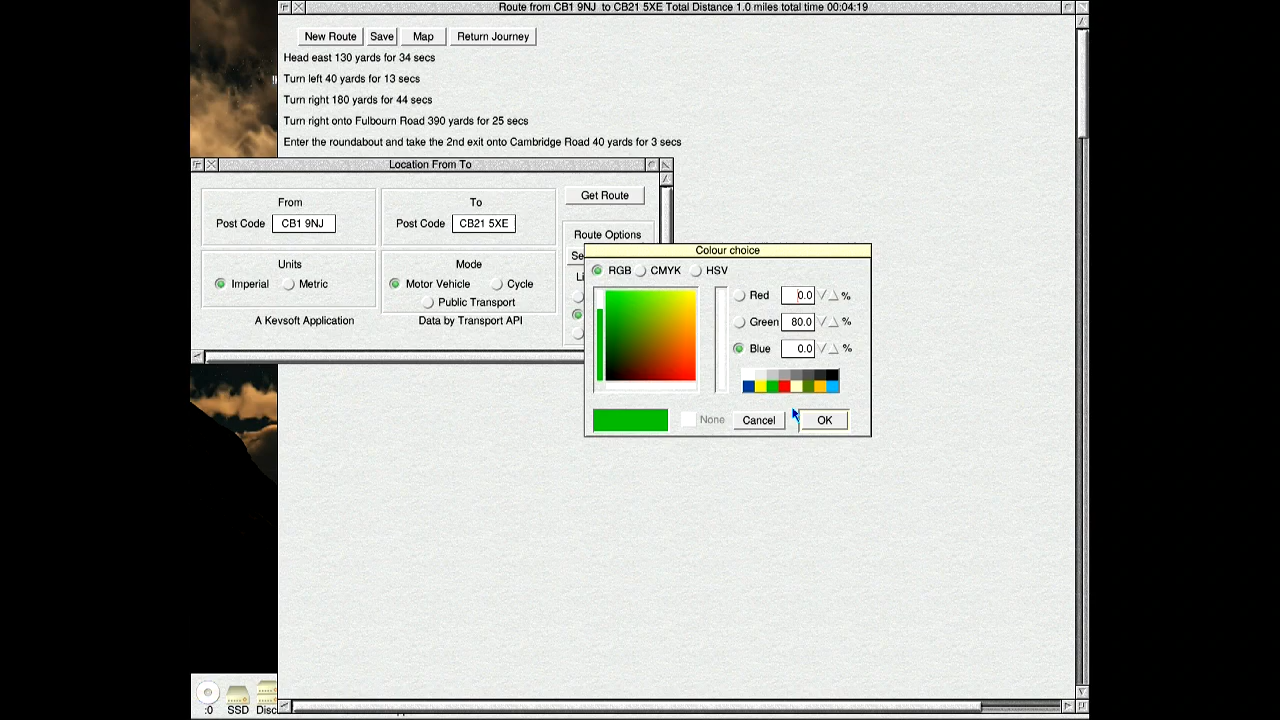 Route from CB1 9NJ to CB21 5XE Total Distance 1.0 miles total time 00:04:19
New Route Save Map Return Journey
Head east 130 yards for 34 secs
Turn left 40 yards for 13 secs
Turn right 180 yards for 44 secs
Turn right onto Fulbourn Road 390 yards for 25 secs
Enter the roundabout and take the 2nd exit onto Cambridge Road 40 yards for 3 secs
Location From To
From
Post Code CB1 9NJ
To
Post Code CB21 5XE
Get Route
Units
Imperial Metric
Mode
Motor Vehicle Cycle
Public Transport
Route Options
Se
Li
A Kevsoft Application
Data by Transport API
Colour choice
RGB CMYK HSV
Red 0.0 %
Green 80.0 %
Blue 0.0 %
None Cancel OK
:0 SSD Disc